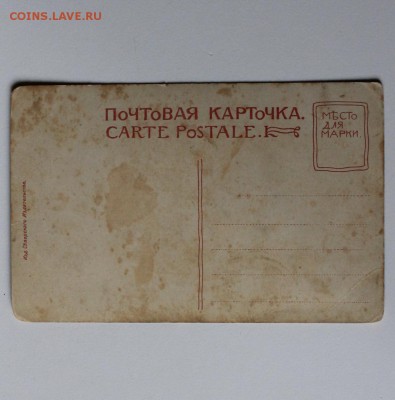 COINS.LAVE.RU
ПОЧТОВАЯ КАРТОЧКА.
CARTE POSTALE.
МѢСТО
ДЛЯ
МАРКИ.